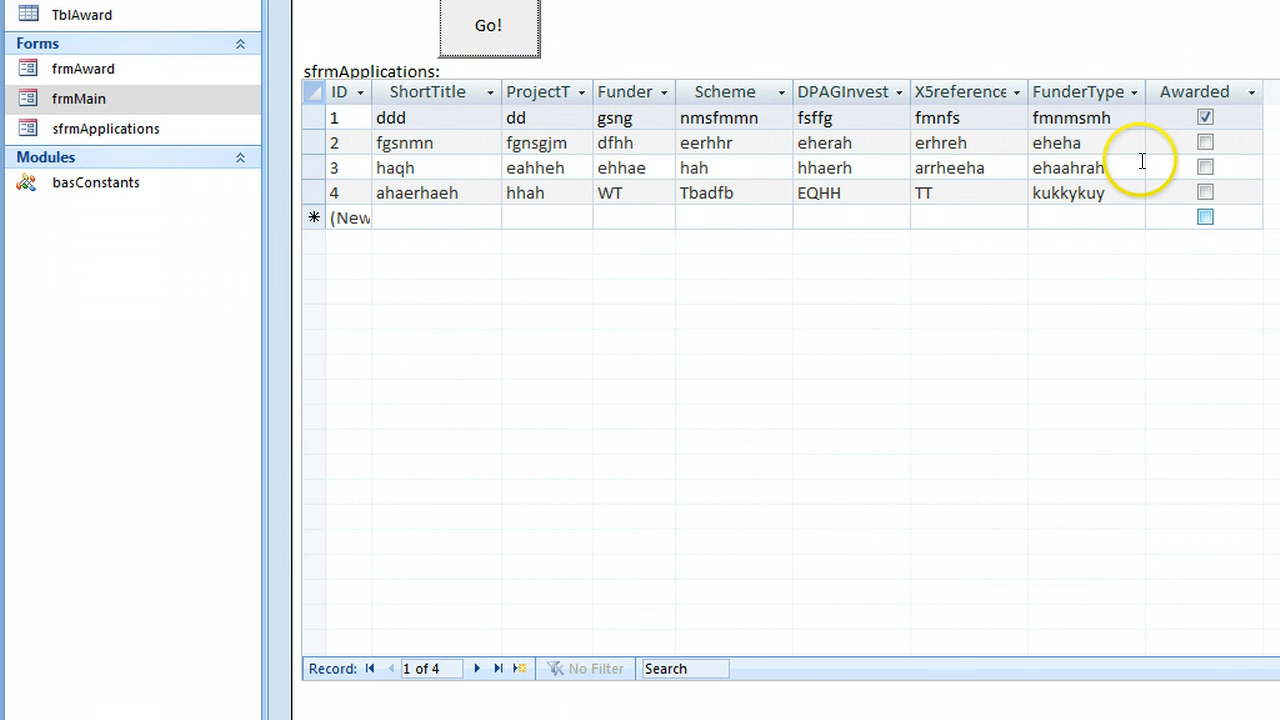 TblAward
Forms
frmAward
frmMain
sfrmApplications
Modules
basConstants
Go!
sfrmApplications:
ID ShortTitle ProjectT Funder Scheme DPAGInvest X5reference FunderType Awarded
1 ddd dd gsng nmsfmmn fsffg fmnfs fmnmsmh
2 fgsnmn fgnsgjm dfhh eerhhr eherah erhreh eheha
3 haqh eahheh ehhae hah hhaerh arrheeha ehaahrah
4 ahaerhaeh hhah WT Tbadfb EQHH TT kukkykuy
* (New
Record: 1 of 4 No Filter Search